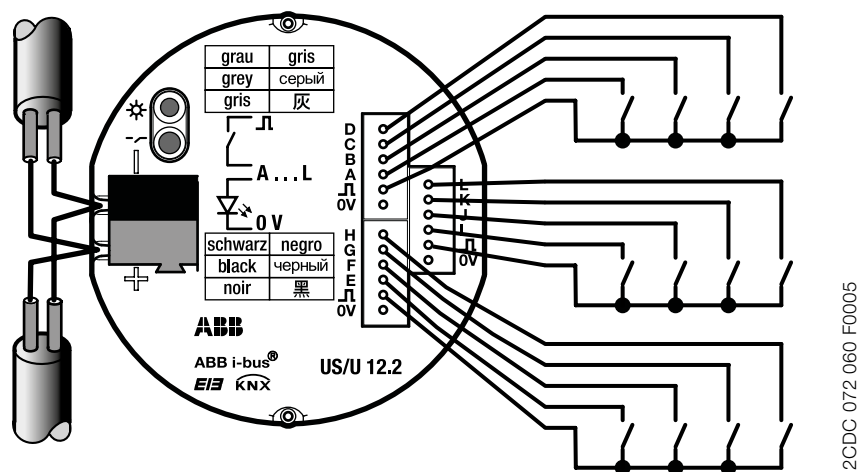 grau gris
grey серый
gris 灰
A...L
0 V
schwarz negro
black черный
noir 黑
D
C
B
A
0V
L
K
J
I
0V
H
G
F
E
0V
ABB
ABB i-bus®
EIB KNX
US/U 12.2
2CDC 072 060 F0005